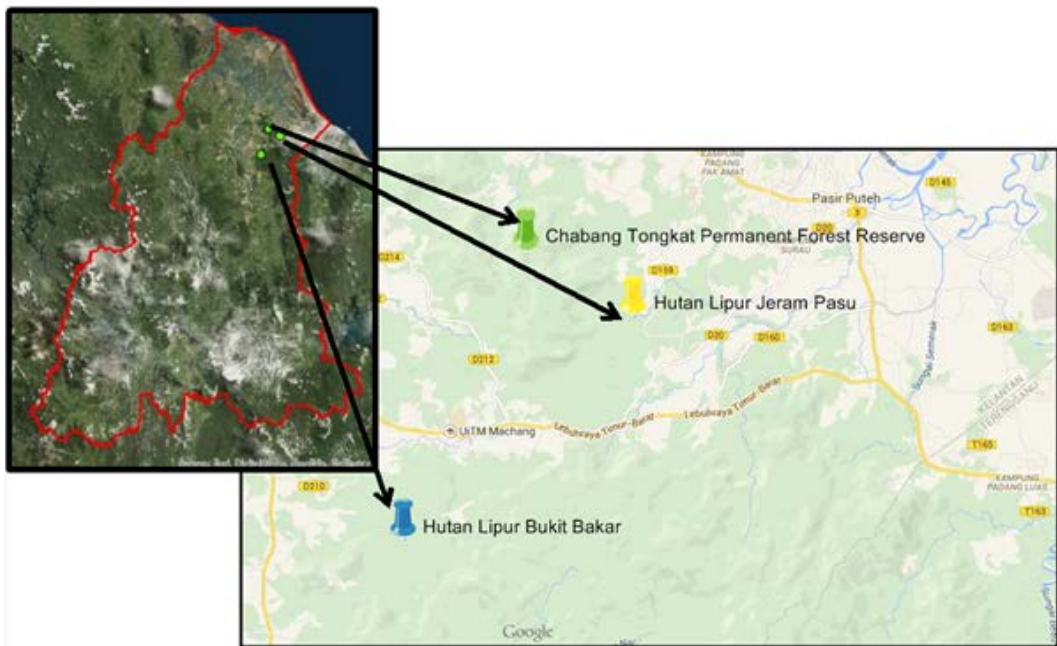 KAMPUNG
PADANG
PAK AMAT
D145
Pasir Puteh
3
Chabang Tongkat Permanent Forest Reserve
D20
SURAU
D214
D159
Hutan Lipur Jeram Pasu
D20
D160
D163
Sungai Semerak
D212
KELANTAN
TERENGGANU
Lebuhraya Timur-Barat
Lebuhraya Timur-Barat
UiTM Machang
T165
KAMPUNG
PADANG LUAS
D210
T163
Hutan Lipur Bukit Bakar
Google